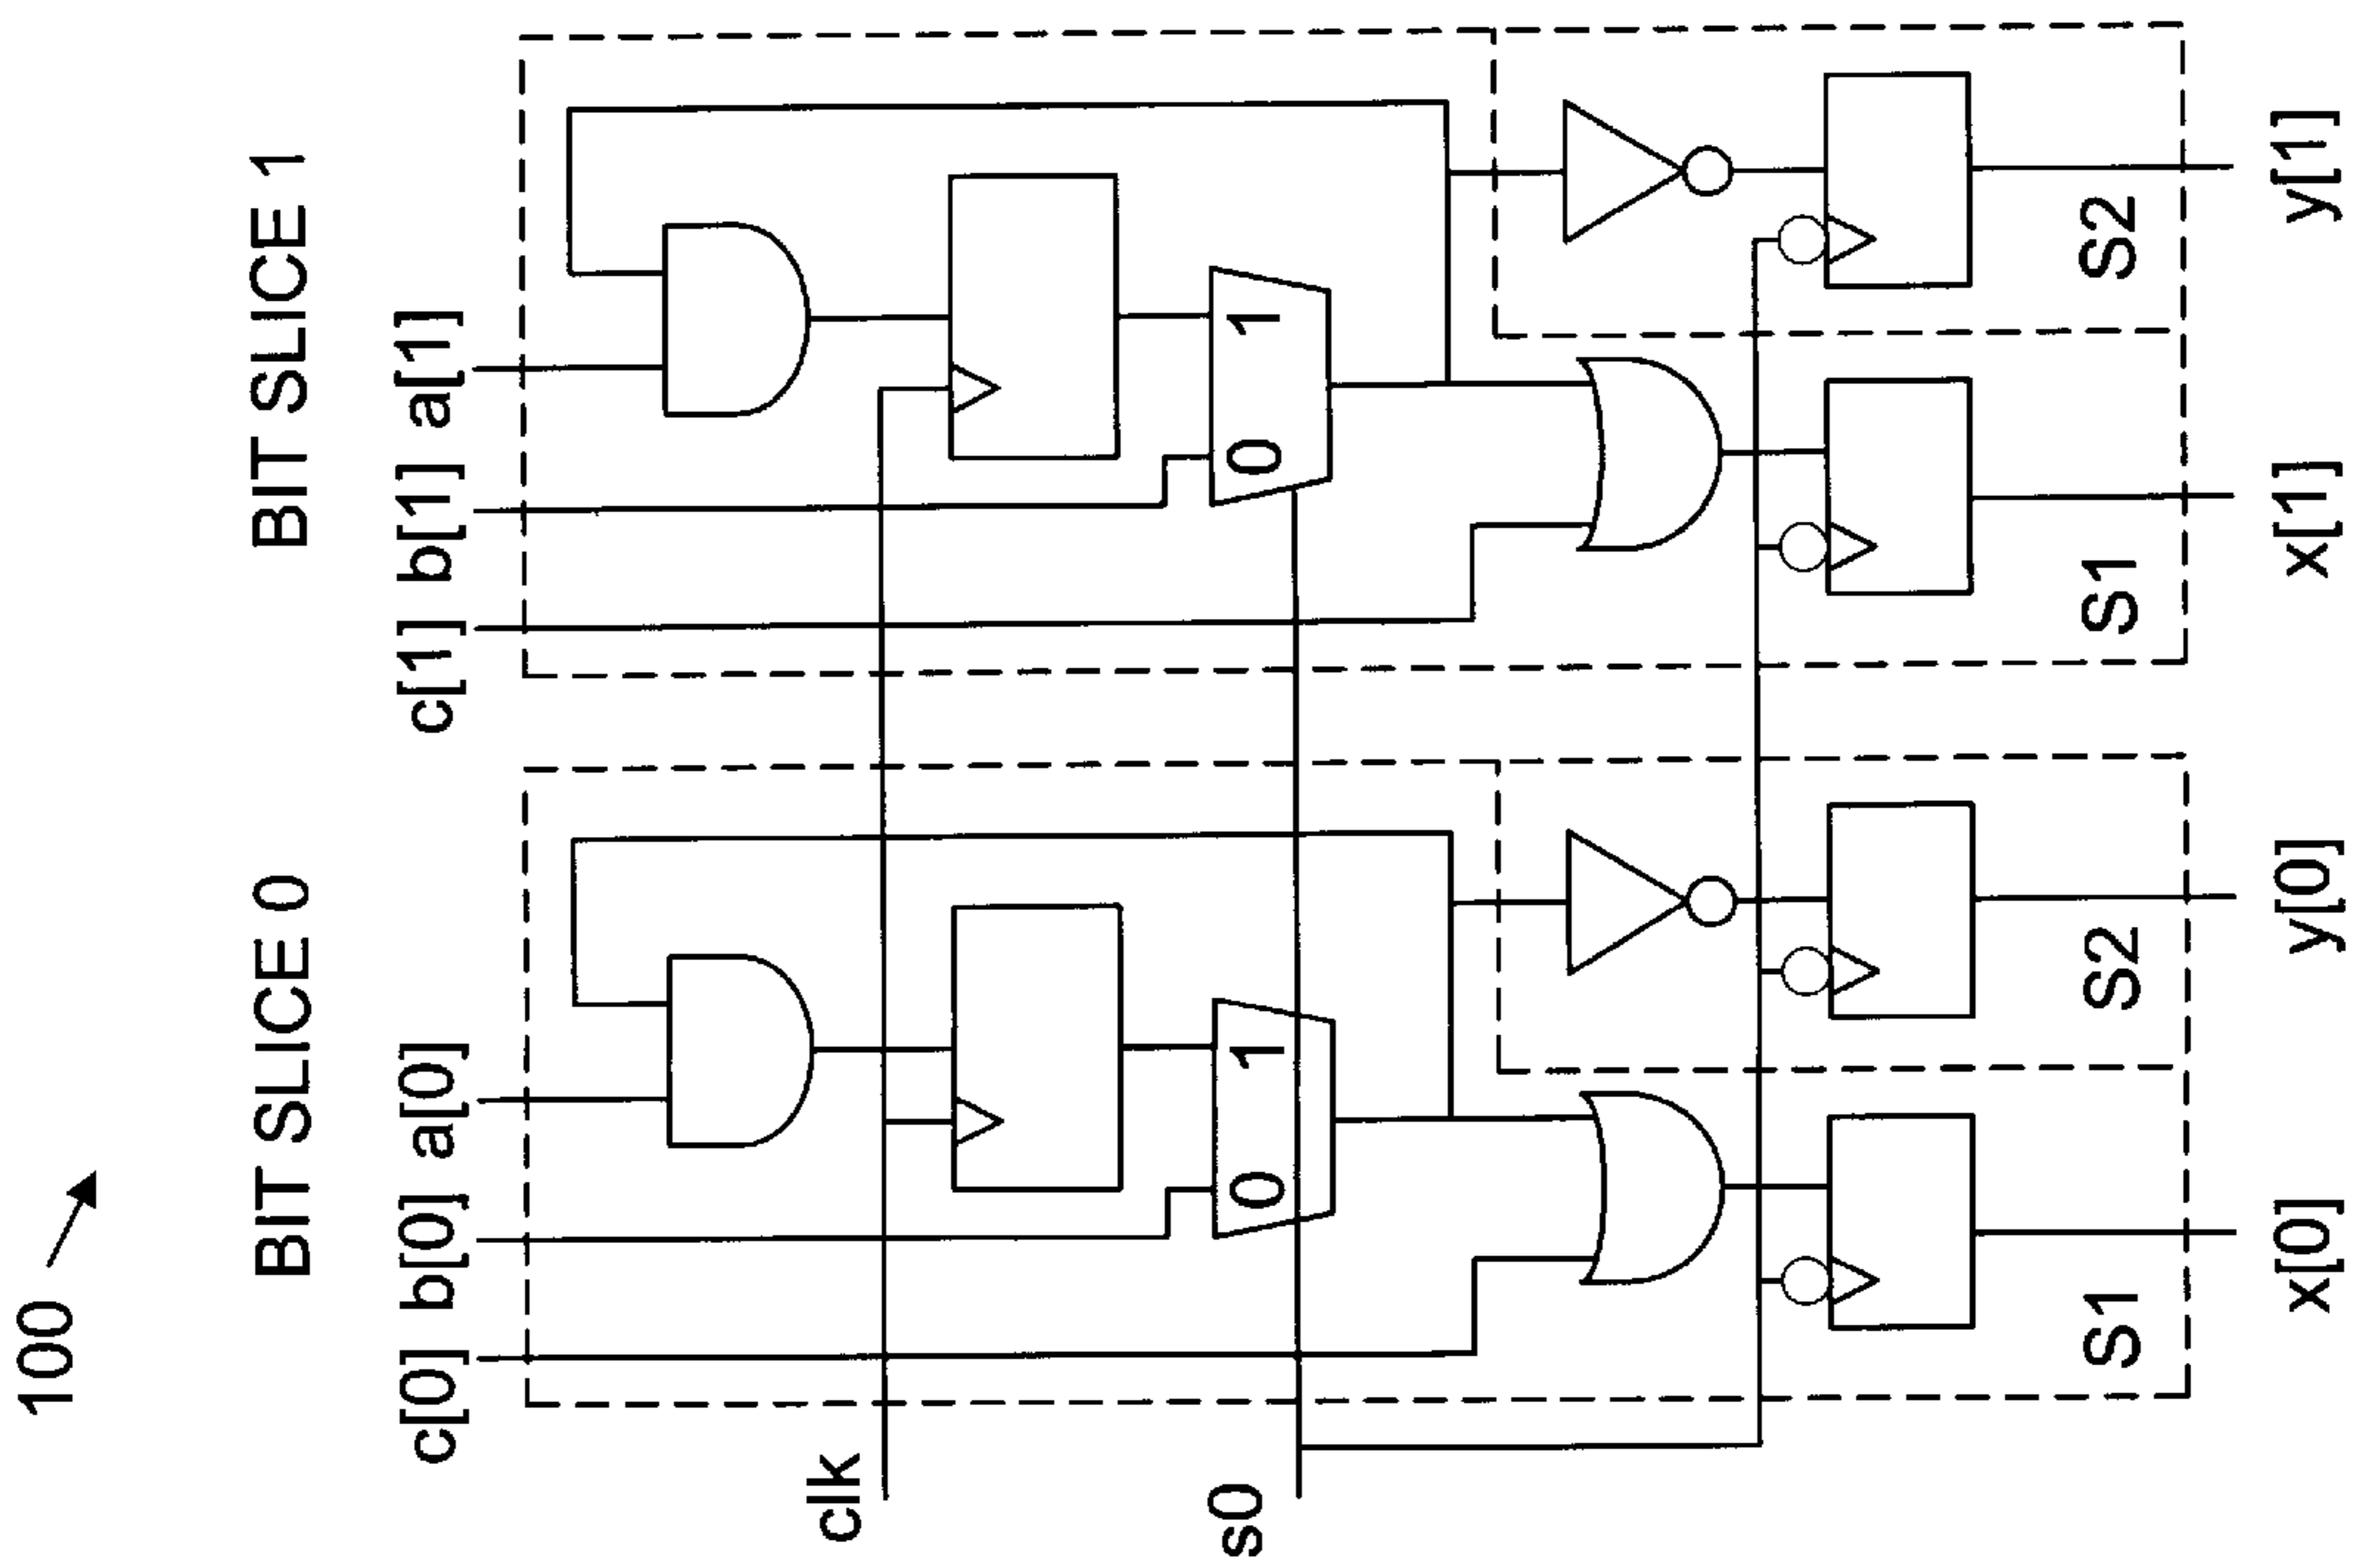 100
BIT SLICE 0
BIT SLICE 1
c[0] b[0] a[0]
c[1] b[1] a[1]
clk
0
1
0
1
s0
S1
S2
S1
S2
x[0]
y[0]
x[1]
y[1]